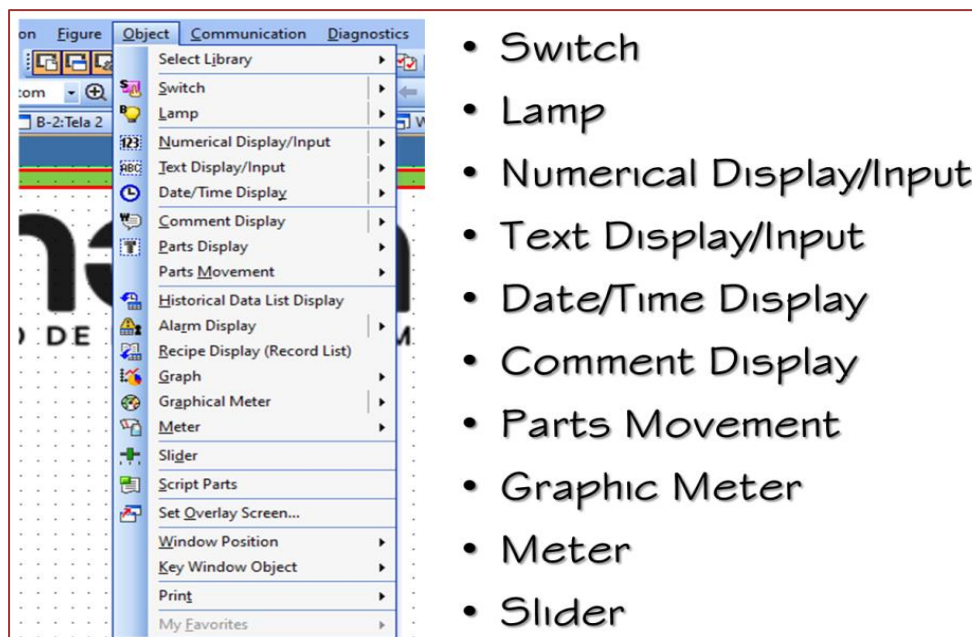 on Figure Object Communication Diagnostics
Select Library
tom Switch
B-2:Tela 2 Lamp W
123 Numerical Display/Input
ABC Text Display/Input
Date/Time Display
Comment Display
T Parts Display
Parts Movement
Historical Data List Display
Alarm Display
DE Recipe Display (Record List) M
Graph
Graphical Meter
Meter
Slider
Script Parts
Set Overlay Screen...
Window Position
Key Window Object
Print
My Favorites
• Switch
• Lamp
• Numerical Display/Input
• Text Display/Input
• Date/Time Display
• Comment Display
• Parts Movement
• Graphic Meter
• Meter
• Slider